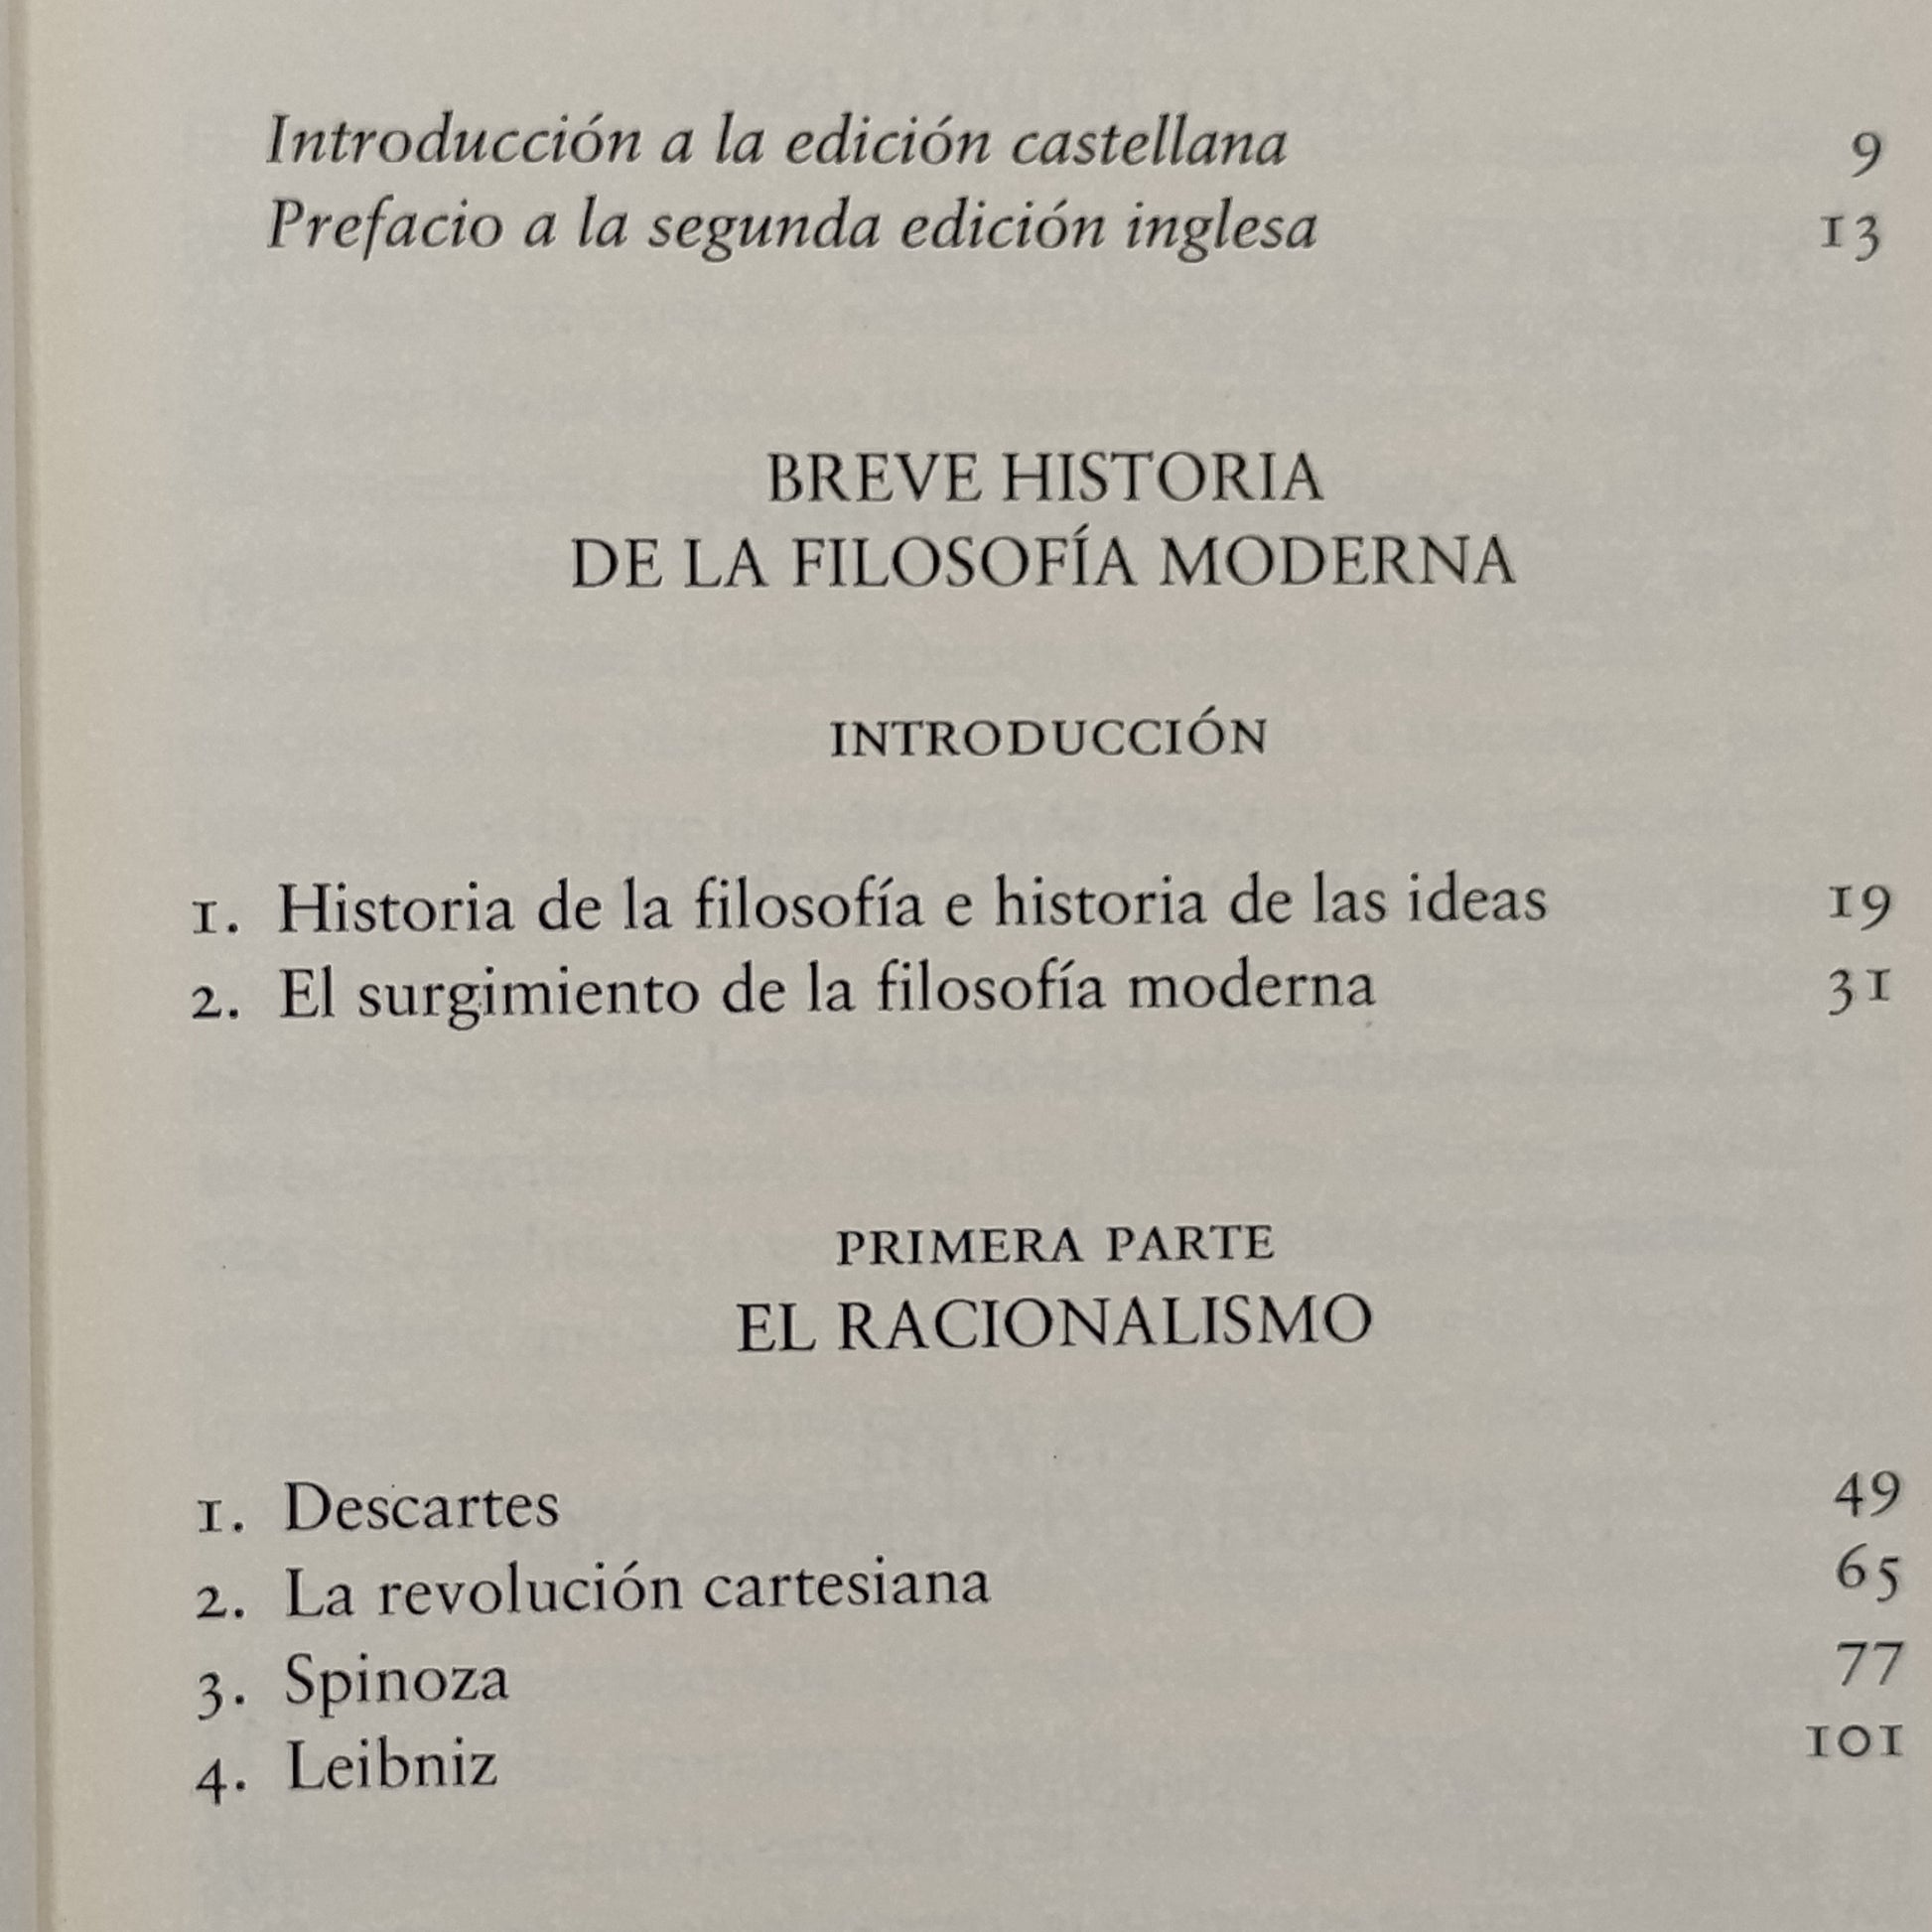 Introducción a la edición castellana 9
Prefacio a la segunda edición inglesa 13
BREVE HISTORIA
DE LA FILOSOFÍA MODERNA
INTRODUCCIÓN
1. Historia de la filosofía e historia de las ideas 19
2. El surgimiento de la filosofía moderna 31
PRIMERA PARTE
EL RACIONALISMO
1. Descartes 49
2. La revolución cartesiana 65
3. Spinoza 77
4. Leibniz 101